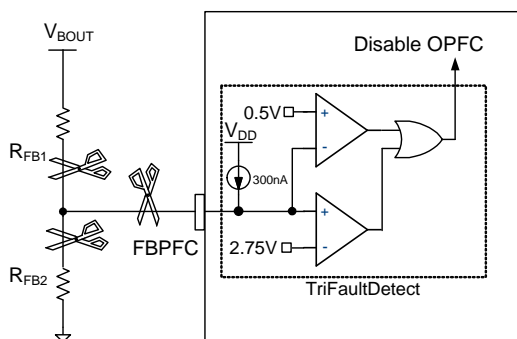 VBOUT
Disable OPFC
0.5V
+
-
VDD
300nA
RFB1
FBPFC
+
2.75V
-
RFB2
TriFaultDetect